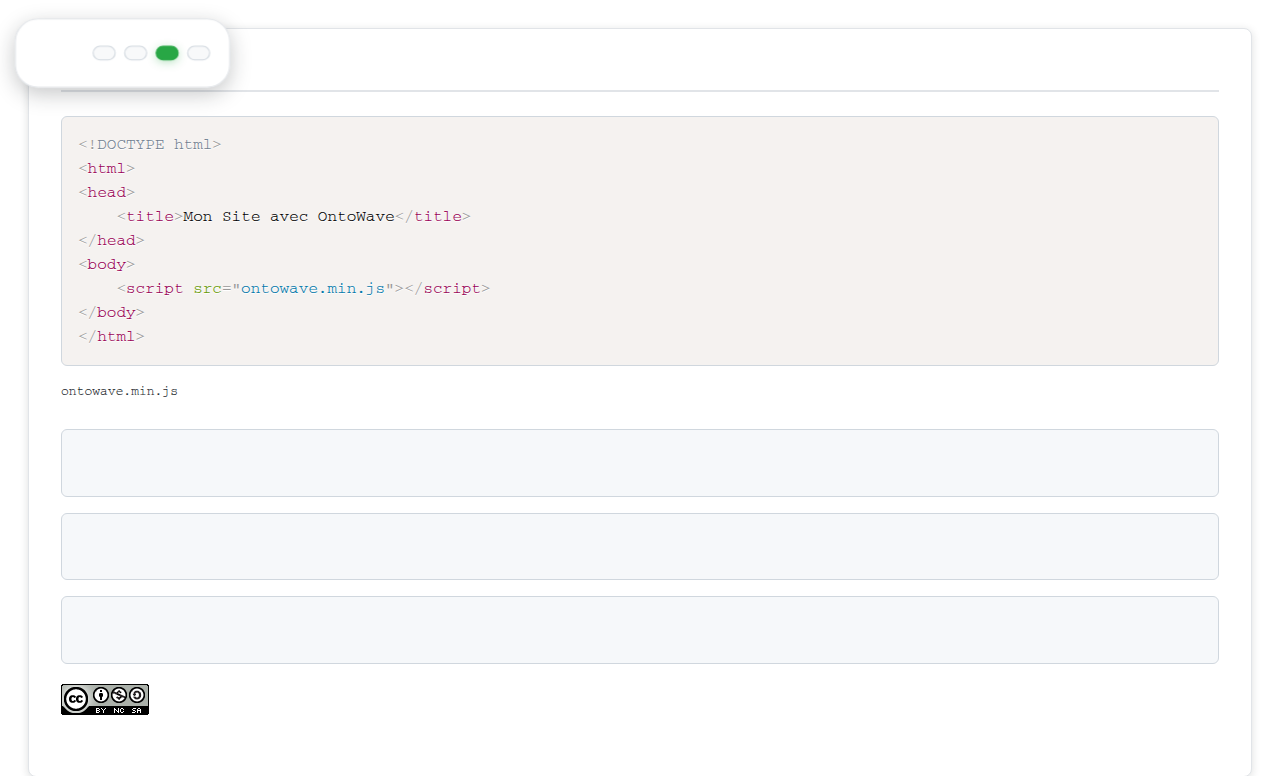 <!DOCTYPE html>
<html>
<head>
    <title>Mon Site avec OntoWave</title>
</head>
<body>
    <script src="ontowave.min.js"></script>
</body>
</html>
ontowave.min.js
cc
BY NC SA